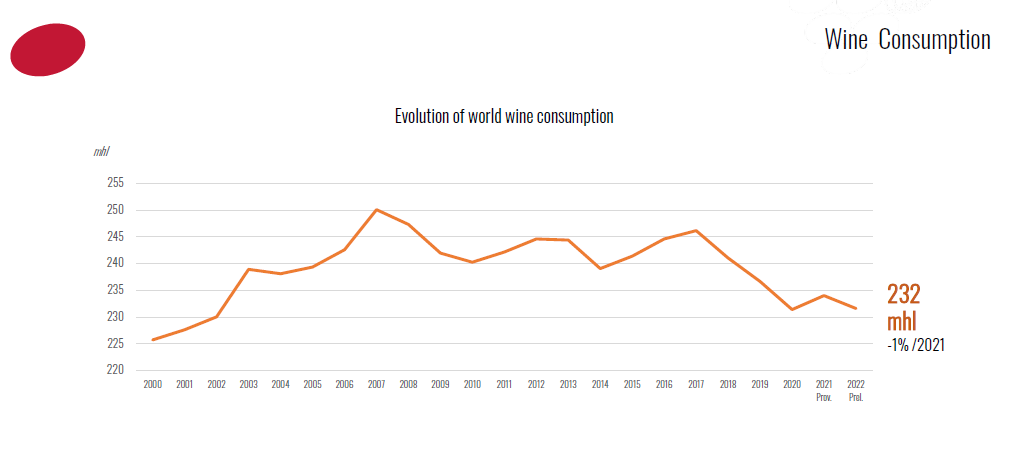 Wine Consumption
Evolution of world wine consumption
mhl
255
250
245
240
235
230
225
220
232
mhl
-1% /2021
2000 2001 2002 2003 2004 2005 2006 2007 2008 2009 2010 2011 2012 2013 2014 2015 2016 2017 2018 2019 2020 2021 2022
Prov. Prel.